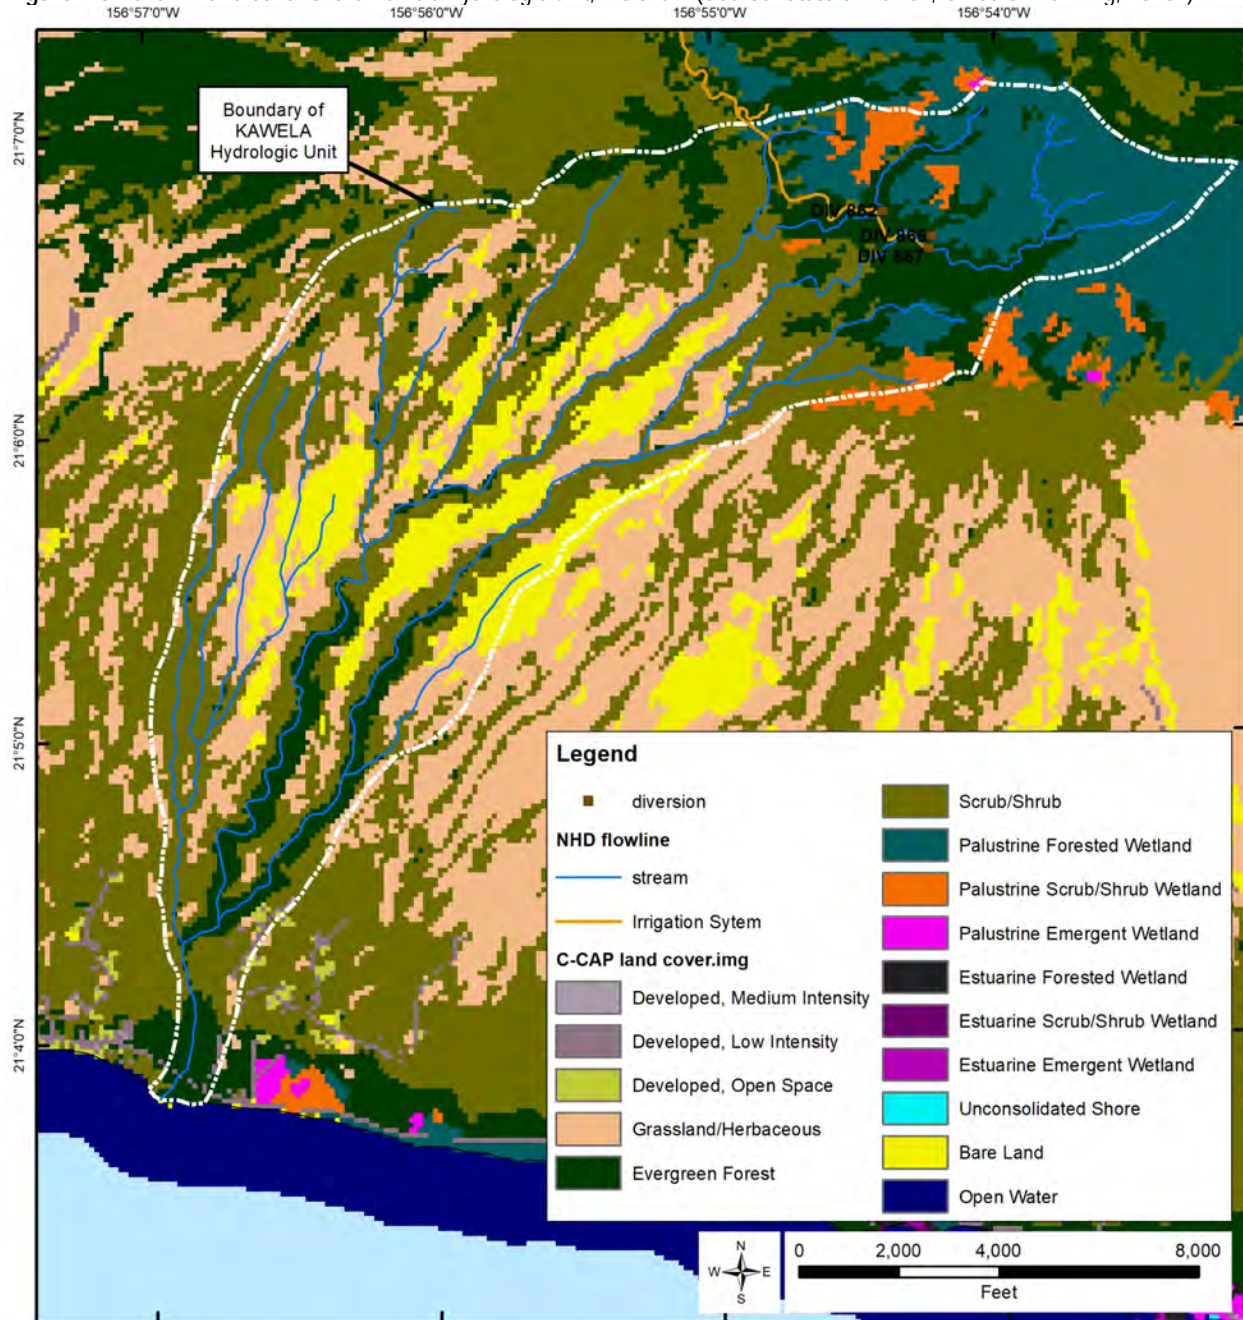 156°57'0"W
156°56'0"W
156°55'0"W
156°54'0"W
21°7'0"N
21°6'0"N
21°5'0"N
21°4'0"N
Boundary of
KAWELA
Hydrologic Unit
DIV 862
DIV 866
DIV 867
Legend
diversion
NHD flowline
stream
Irrigation Sytem
C-CAP land cover.img
Developed, Medium Intensity
Developed, Low Intensity
Developed, Open Space
Grassland/Herbaceous
Evergreen Forest
Scrub/Shrub
Palustrine Forested Wetland
Palustrine Scrub/Shrub Wetland
Palustrine Emergent Wetland
Estuarine Forested Wetland
Estuarine Scrub/Shrub Wetland
Estuarine Emergent Wetland
Unconsolidated Shore
Bare Land
Open Water
N
W E
S
0 2,000 4,000 8,000
Feet